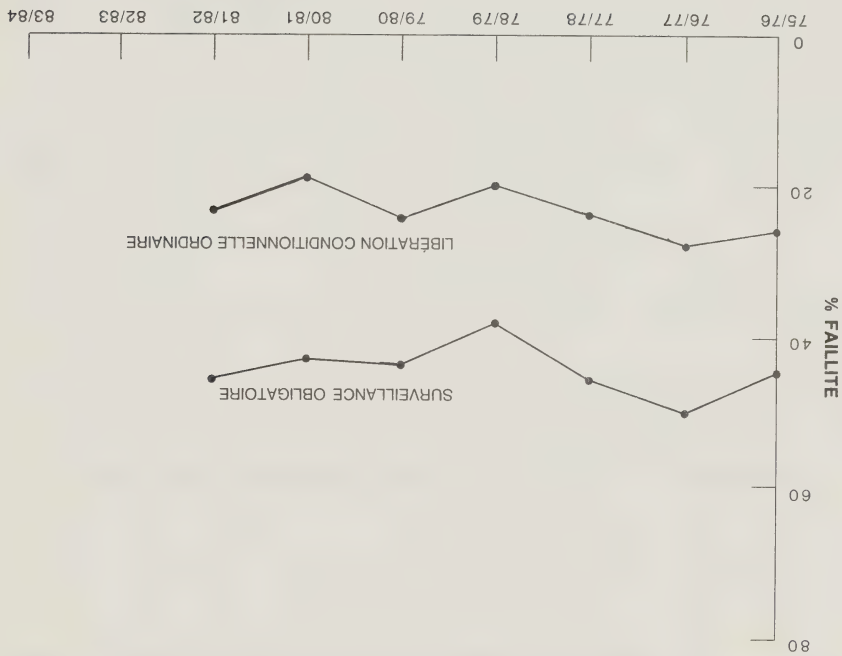 80
60
% FAILLITE
40
20
0
SURVEILLANCE OBLIGATOIRE
LIBÉRATION CONDITIONNELLE ORDINAIRE
75/76 76/77 77/78 78/79 79/80 80/81 81/82 82/83 83/84